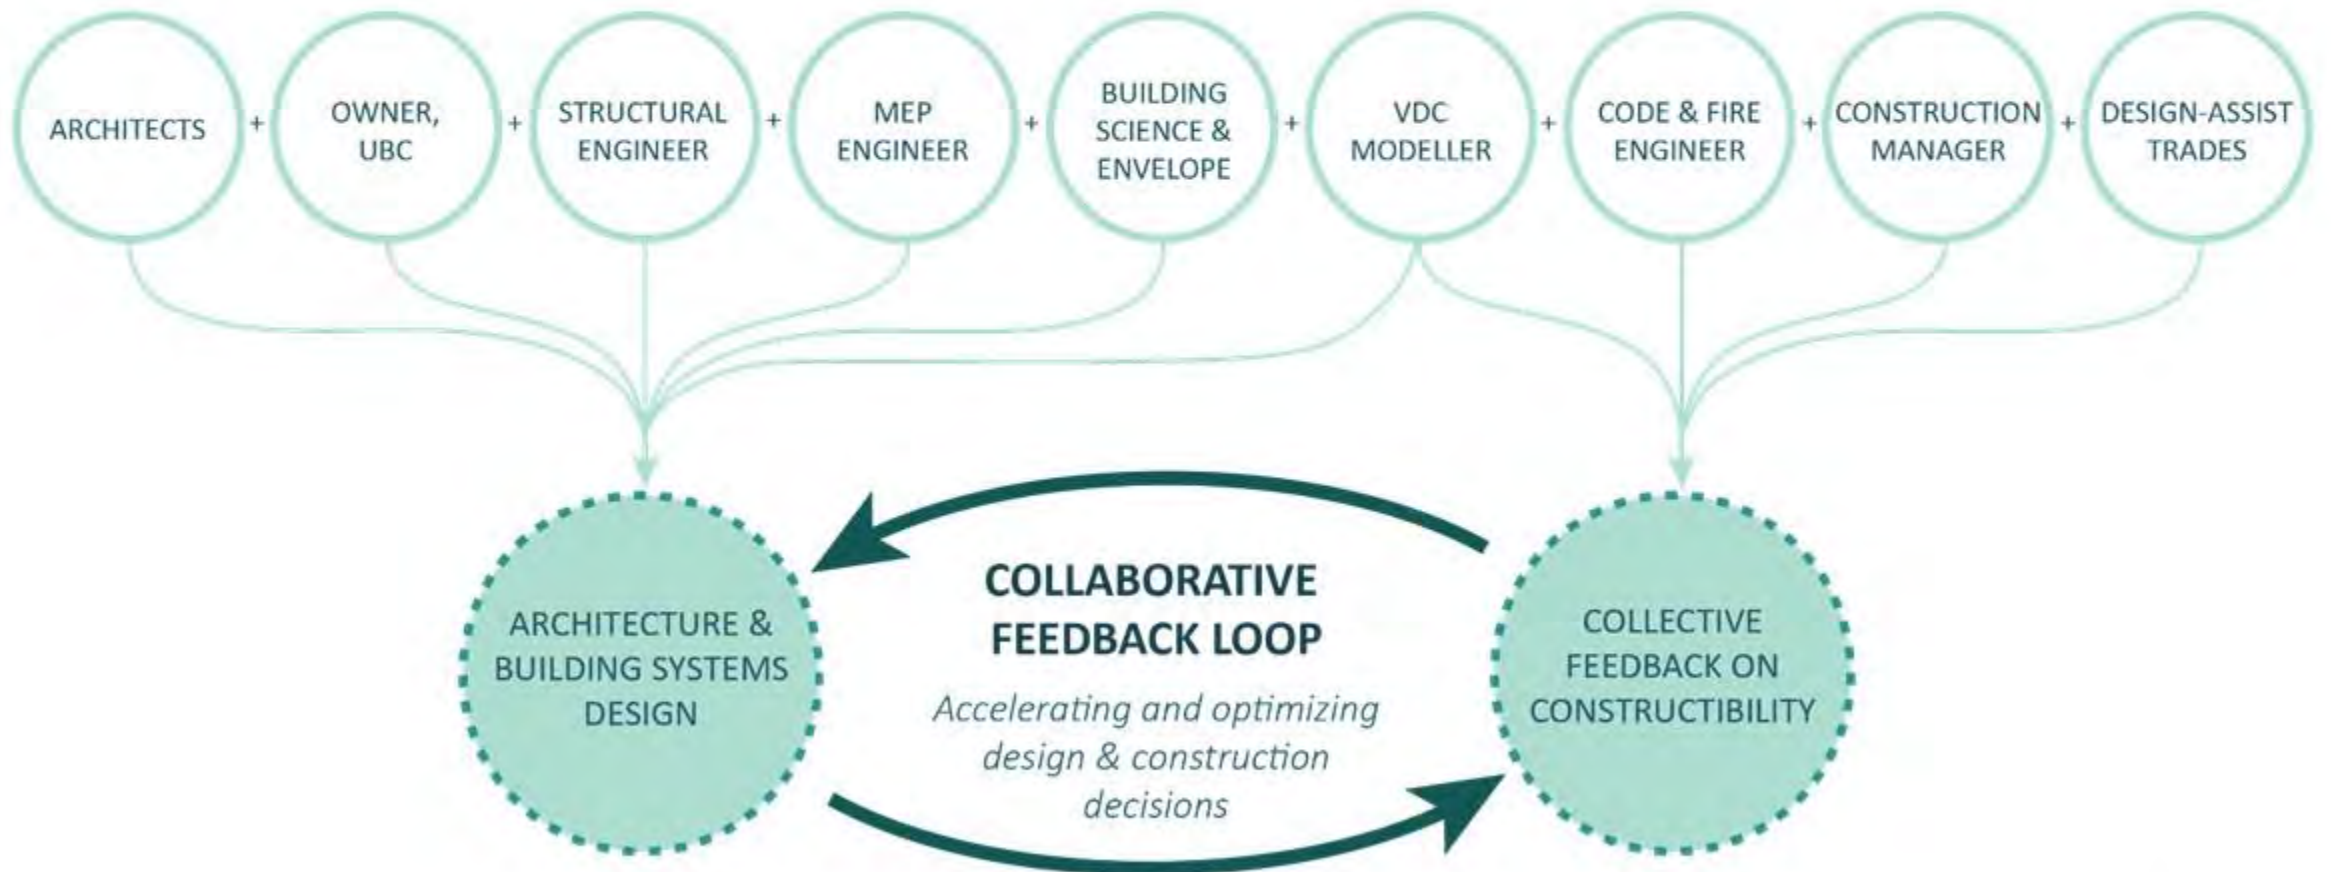 ARCHITECTS
+
OWNER,
UBC
+
STRUCTURAL
ENGINEER
+
MEP
ENGINEER
+
BUILDING
SCIENCE &
ENVELOPE
+
VDC
MODELLER
+
CODE & FIRE
ENGINEER
+
CONSTRUCTION
MANAGER
+
DESIGN-ASSIST
TRADES
ARCHITECTURE &
BUILDING SYSTEMS
DESIGN
COLLABORATIVE
FEEDBACK LOOP
Accelerating and optimizing
design & construction
decisions
COLLECTIVE
FEEDBACK ON
CONSTRUCTIBILITY